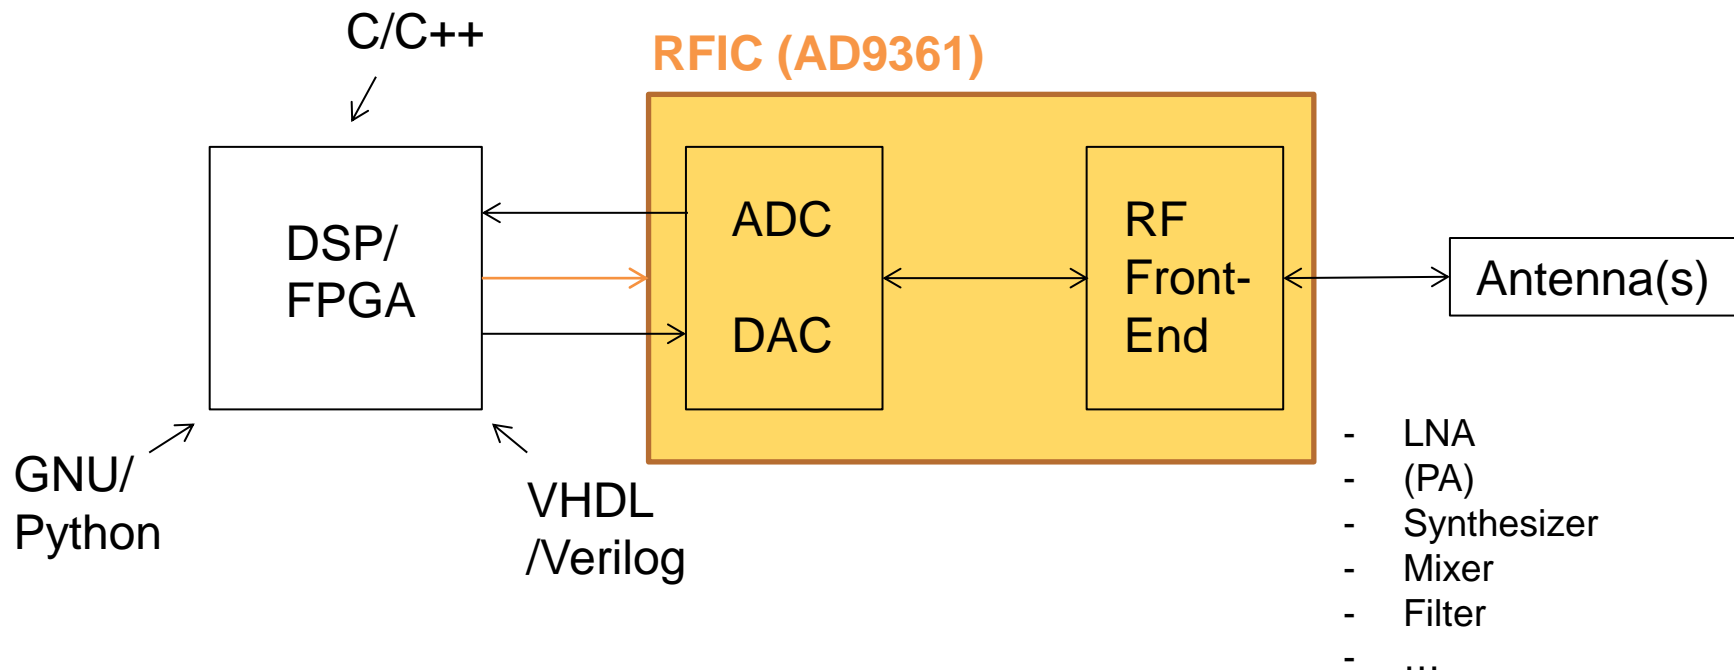 C/C++
RFIC (AD9361)
DSP/
FPGA
ADC
DAC
RF
Front-
End
Antenna(s)
GNU/
Python
VHDL
/Verilog
- LNA
- (PA)
- Synthesizer
- Mixer
- Filter
- ...